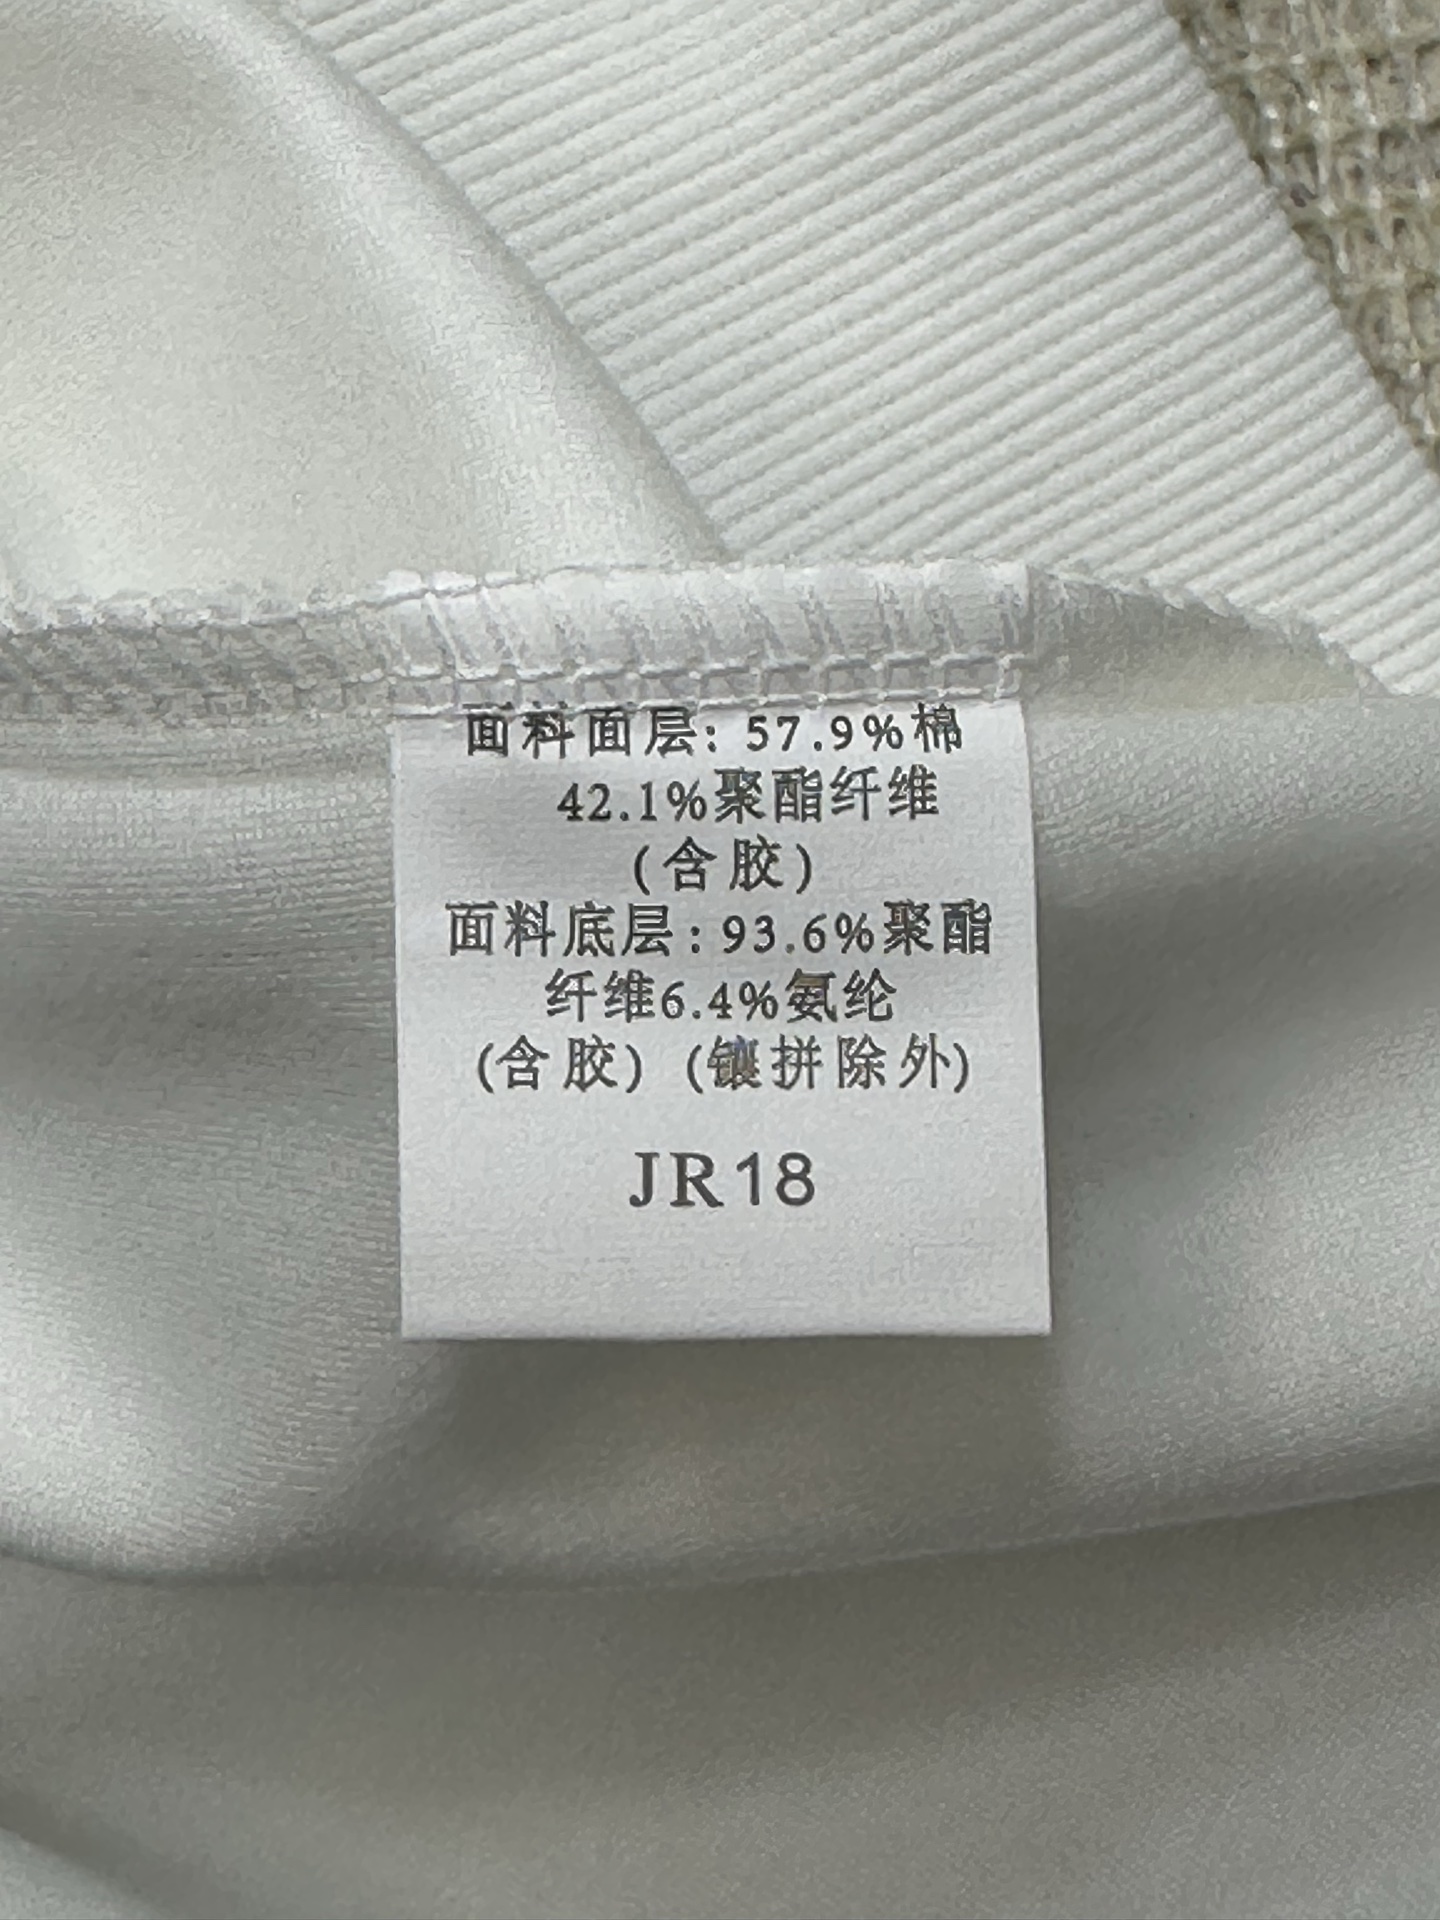 面料面层: 57.9%棉
42.1%聚酯纤维
(含胶)
面料底层: 93.6%聚酯
纤维6.4%氨纶
(含胶) (镶拼除外)
JR18